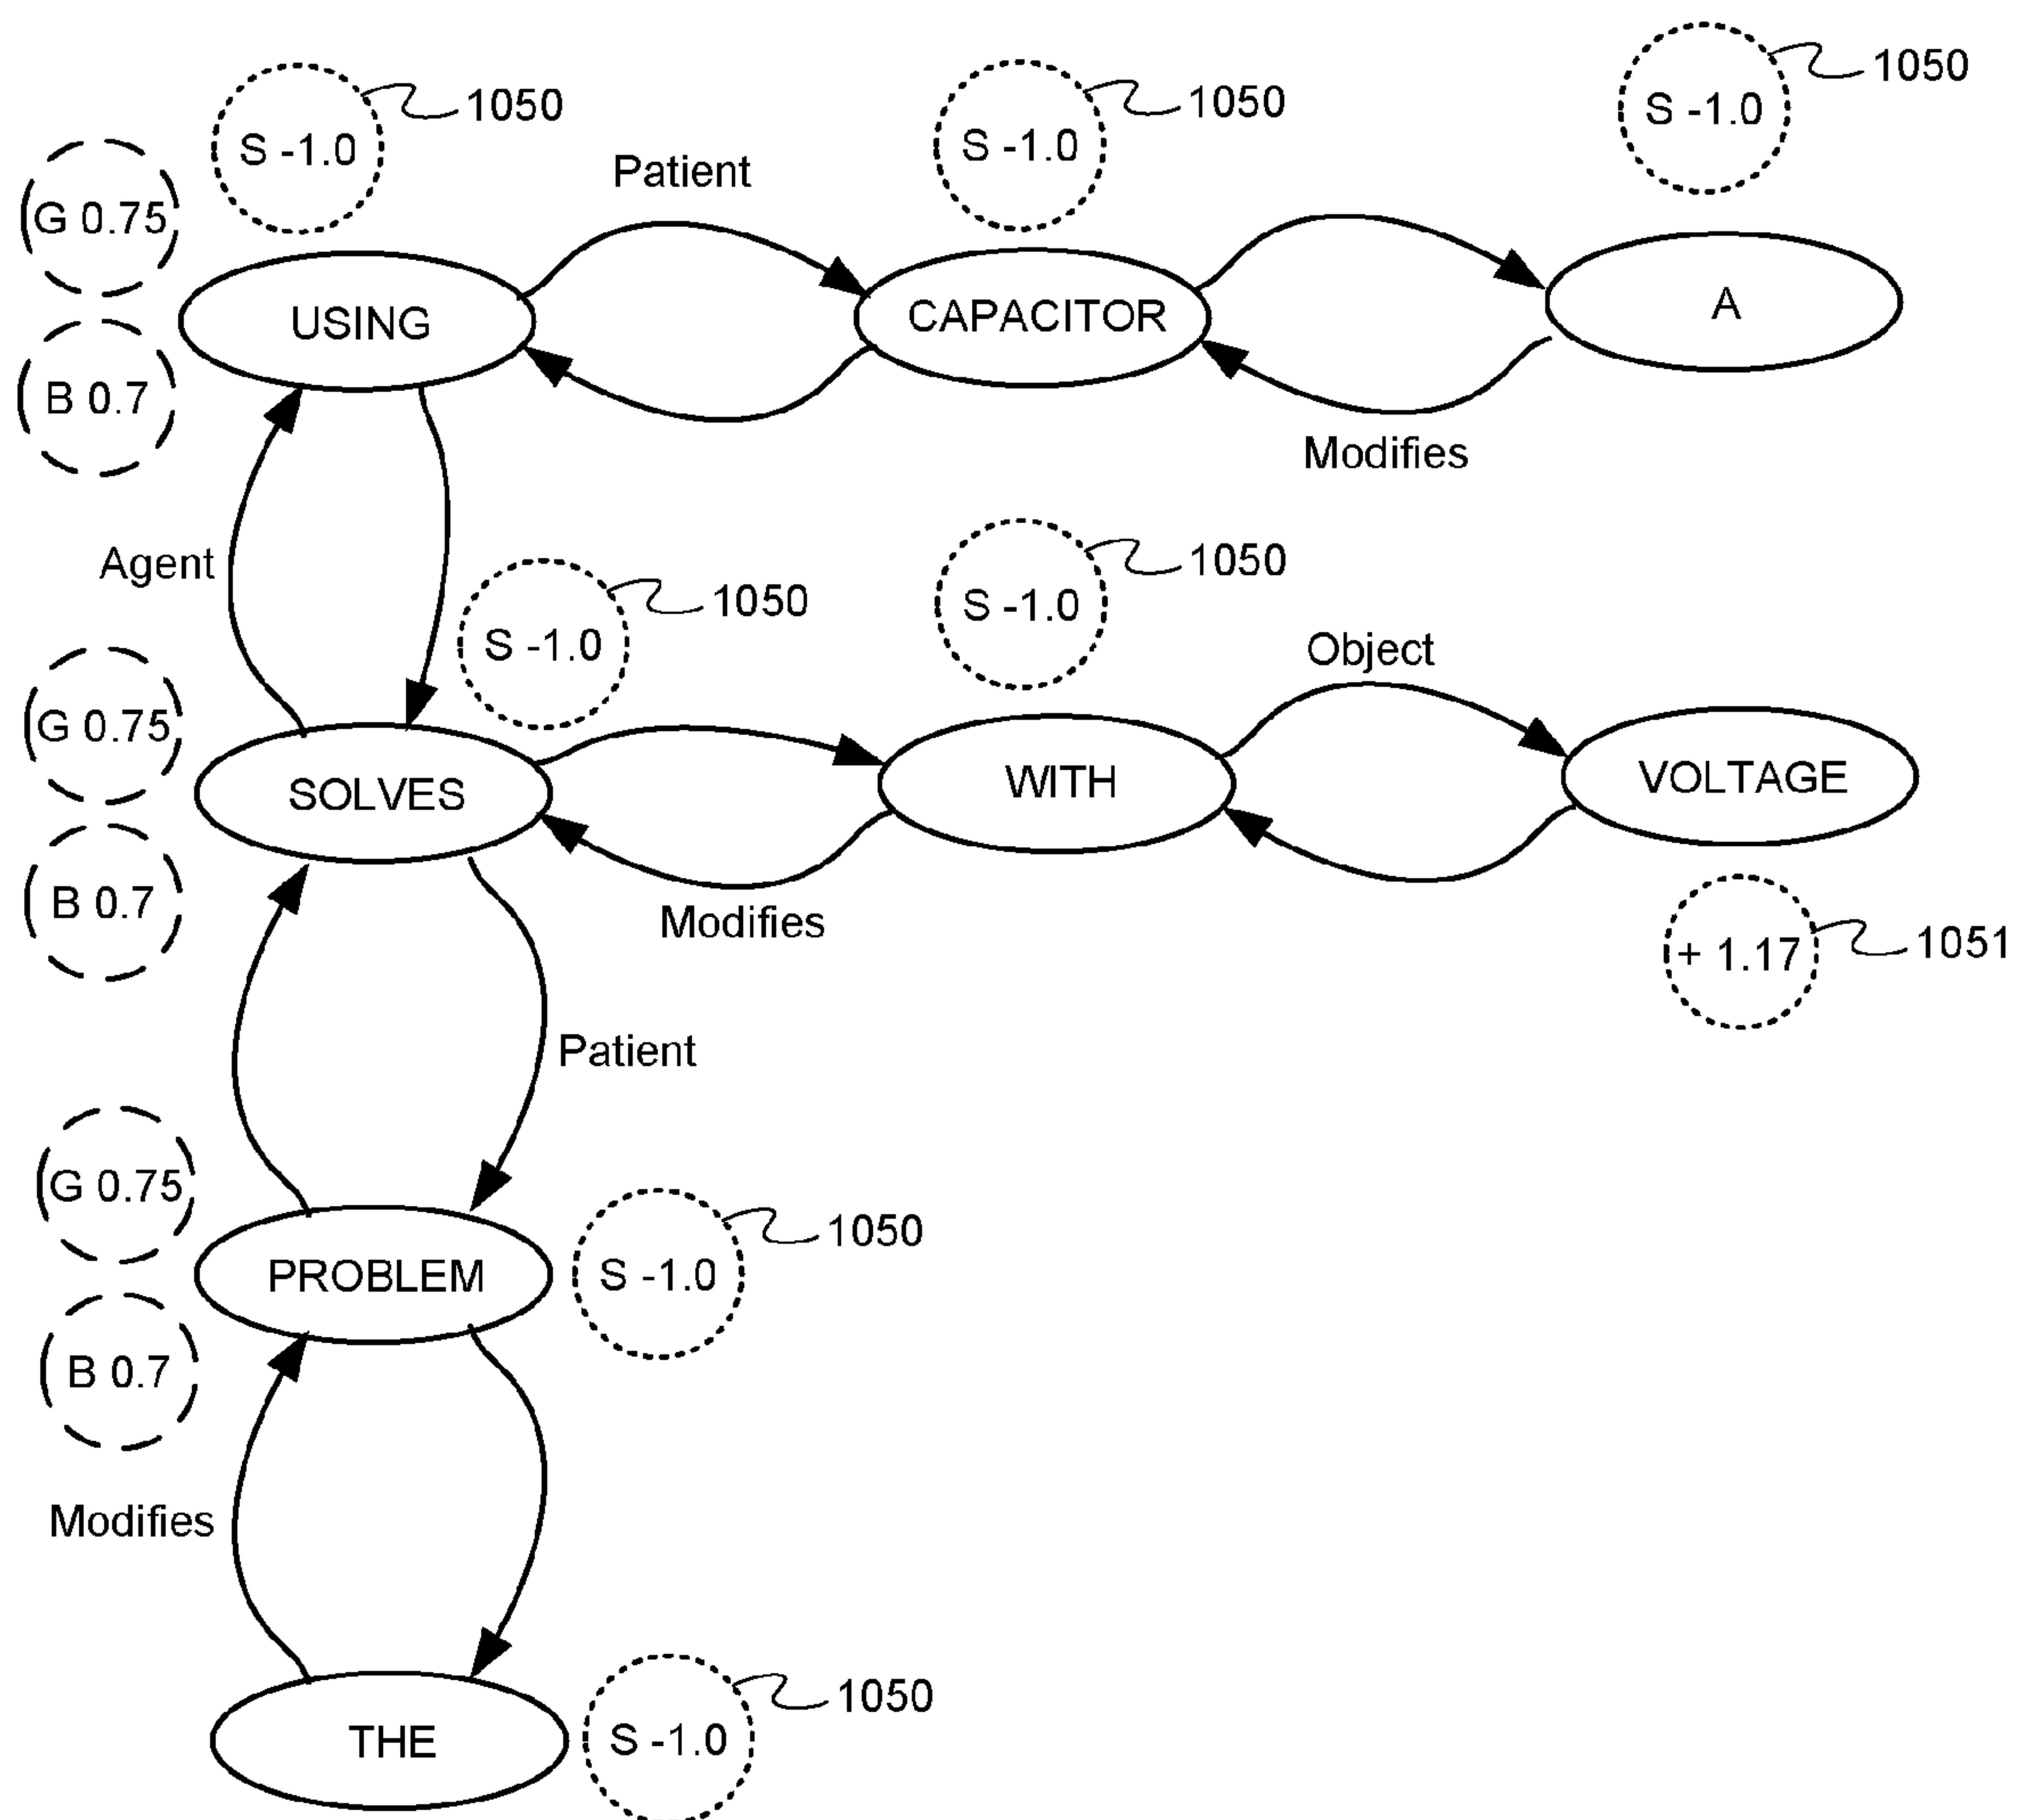 1050
1050
1050
S -1.0
S -1.0
S -1.0
Patient
G 0.75
USING
CAPACITOR
A
B 0.7
Modifies
Agent
1050
1050
S -1.0
S -1.0
Object
G 0.75
SOLVES
WITH
VOLTAGE
B 0.7
Modifies
+ 1.17
1051
Patient
G 0.75
1050
PROBLEM
S -1.0
B 0.7
Modifies
1050
THE
S -1.0